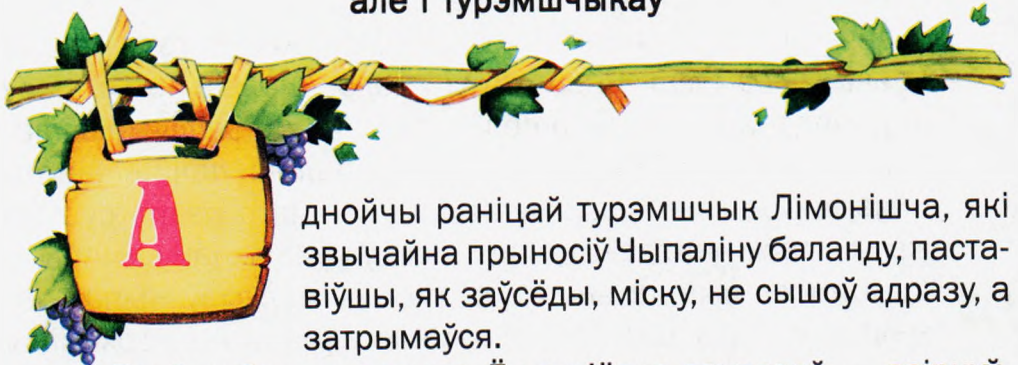 але і турэмшчыкаў
Аднойчы раніцай турэмшчык Лімонішча, які
звычайна прыносіў Чыпаліну баланду, паста-
віўшы, як заўсёды, міску, не сышоў адразу, а
затрымаўся.